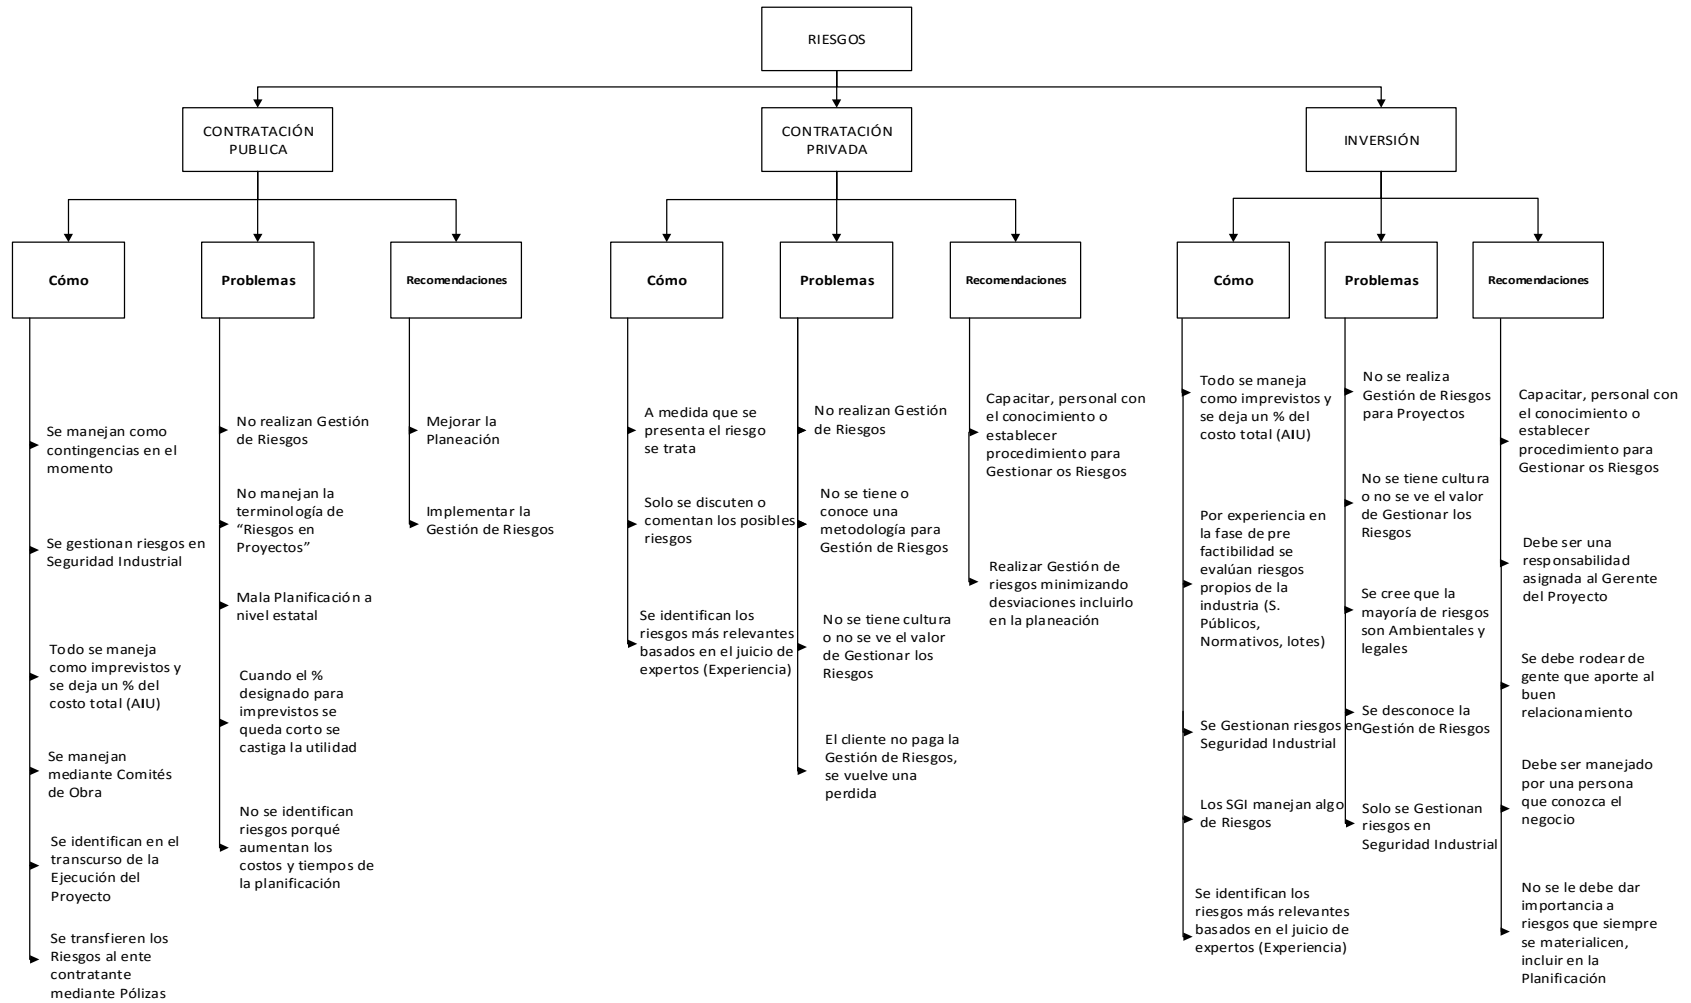 RIESGOS
CONTRATACIÓN
PUBLICA
CONTRATACIÓN
PRIVADA
INVERSIÓN
Cómo
Problemas
Recomendaciones
Cómo
Problemas
Recomendaciones
Cómo
Problemas
Recomendaciones
Se manejan como
contingencias en el
momento
Se gestionan riesgos en
Seguridad Industrial
Todo se maneja
como imprevistos y
se deja un % del
costo total (AIU)
Se manejan
mediante Comités
de Obra
Se identifican en el
transcurso de la
Ejecución del
Proyecto
Se transfieren los
Riesgos al ente
contratante
mediante Pólizas
No realizan Gestión
de Riesgos
No manejan la
terminología de
“Riesgos en
Proyectos”
Mala Planificación a
nivel estatal
Cuando el %
designado para
imprevistos se
queda corto se
castiga la utilidad
No se identifican
riesgos porqué
aumentan los
costos y tiempos de
la planificación
Mejorar la
Planeación
Implementar la
Gestión de Riesgos
A medida que se
presenta el riesgo
se trata
Solo se discuten o
comentan los posibles
riesgos
Se identifican los
riesgos más relevantes
basados en el juicio de
expertos (Experiencia)
No realizan Gestión
de Riesgos
No se tiene o
conoce una
metodología para
Gestión de Riesgos
No se tiene cultura
o no se ve el valor
de Gestionar los
Riesgos
El cliente no paga la
Gestión de Riesgos,
se vuelve una
perdida
Capacitar, personal con
el conocimiento o
establecer
procedimiento para
Gestionar os Riesgos
Realizar Gestión de
riesgos minimizando
desviaciones incluirlo
en la planeación
Todo se maneja
como imprevistos y
se deja un % del
costo total (AIU)
Por experiencia en
la fase de pre
factibilidad se
evalúan riesgos
propios de la
industria (S.
Públicos,
Normativos, lotes)
Se Gestionan riesgos en
Seguridad Industrial
Los SGI manejan algo
de Riesgos
Se identifican los
riesgos más relevantes
basados en el juicio de
expertos (Experiencia)
No se realiza
Gestión de Riesgos
para Proyectos
No se tiene cultura
o no se ve el valor
de Gestionar los
Riesgos
Se cree que la
mayoría de riesgos
son Ambientales y
legales
Se desconoce la
Gestión de Riesgos
Solo se Gestionan
riesgos en
Seguridad Industrial
Capacitar, personal con
el conocimiento o
establecer
procedimiento para
Gestionar os Riesgos
Debe ser una
responsabilidad
asignada al Gerente
del Proyecto
Se debe rodear de
gente que aporte al
buen
relacionamiento
Debe ser manejado
por una persona
que conozca el
negocio
No se le debe dar
importancia a
riesgos que siempre
se materialicen,
incluir en la
Planificación